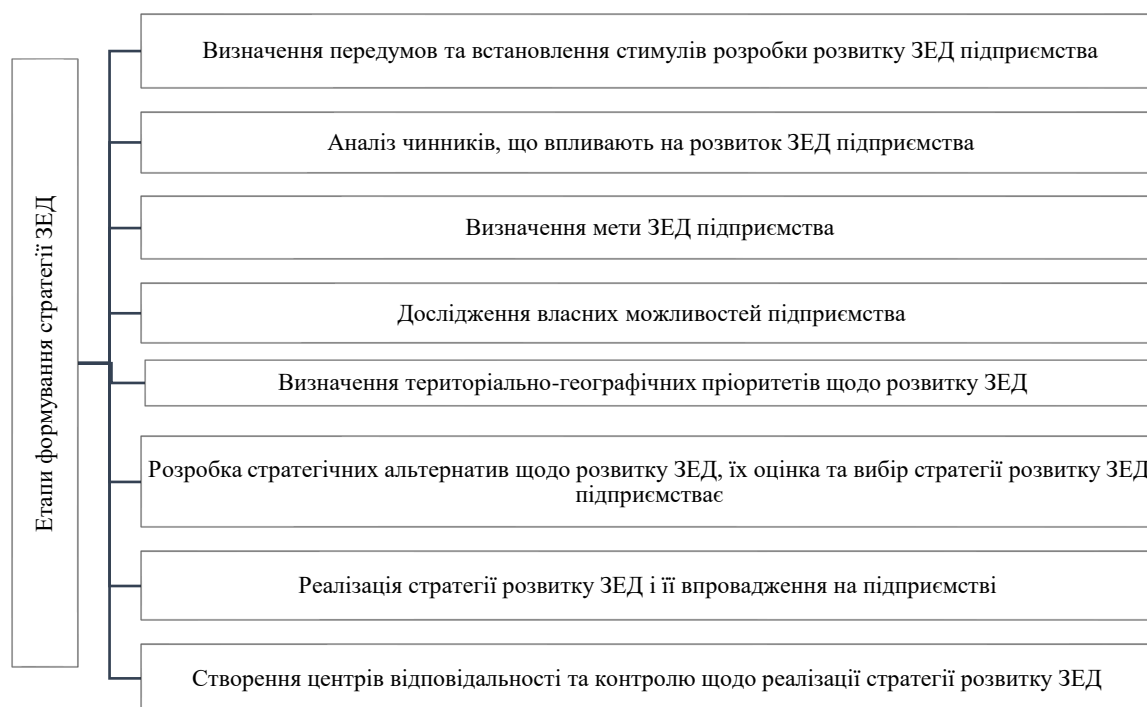 Етапи формування стратегії ЗЕД
Визначення передумов та встановлення стимулів розробки розвитку ЗЕД підприємства
Аналіз чинників, що впливають на розвиток ЗЕД підприємства
Визначення мети ЗЕД підприємства
Дослідження власних можливостей підприємства
Визначення територіально-географічних пріоритетів щодо розвитку ЗЕД
Розробка стратегічних альтернатив щодо розвитку ЗЕД, їх оцінка та вибір стратегії розвитку ЗЕД
підприємстває
Реалізація стратегії розвитку ЗЕД і її впровадження на підприємстві
Створення центрів відповідальності та контролю щодо реалізації стратегії розвитку ЗЕД